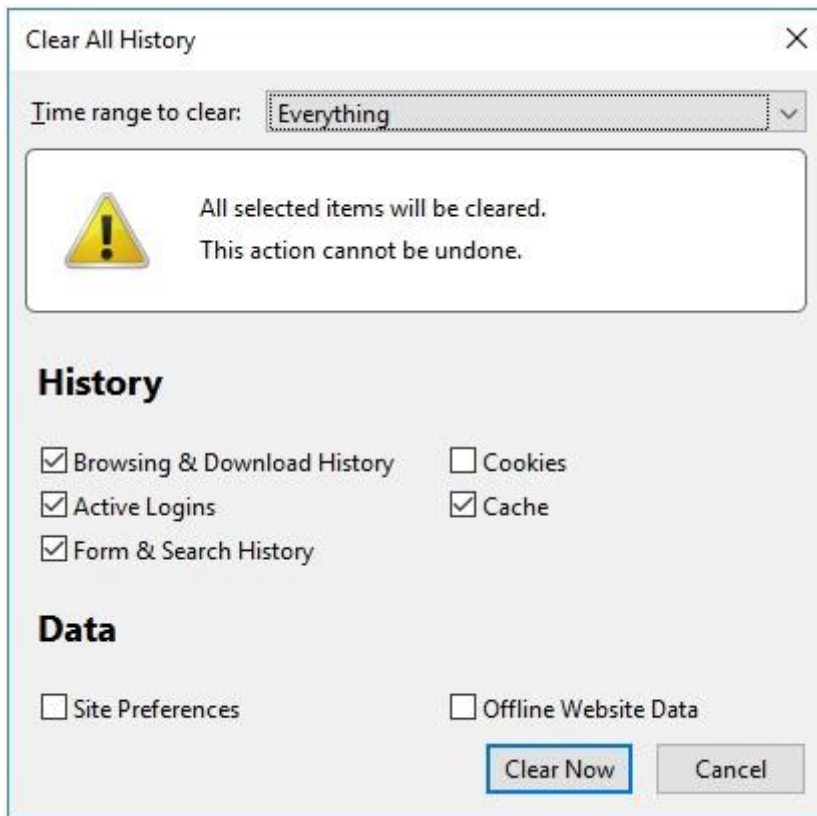 Clear All History
Time range to clear: Everything
All selected items will be cleared.
This action cannot be undone.
History
Browsing & Download History Cookies
Active Logins Cache
Form & Search History
Data
Site Preferences Offline Website Data
Clear Now Cancel